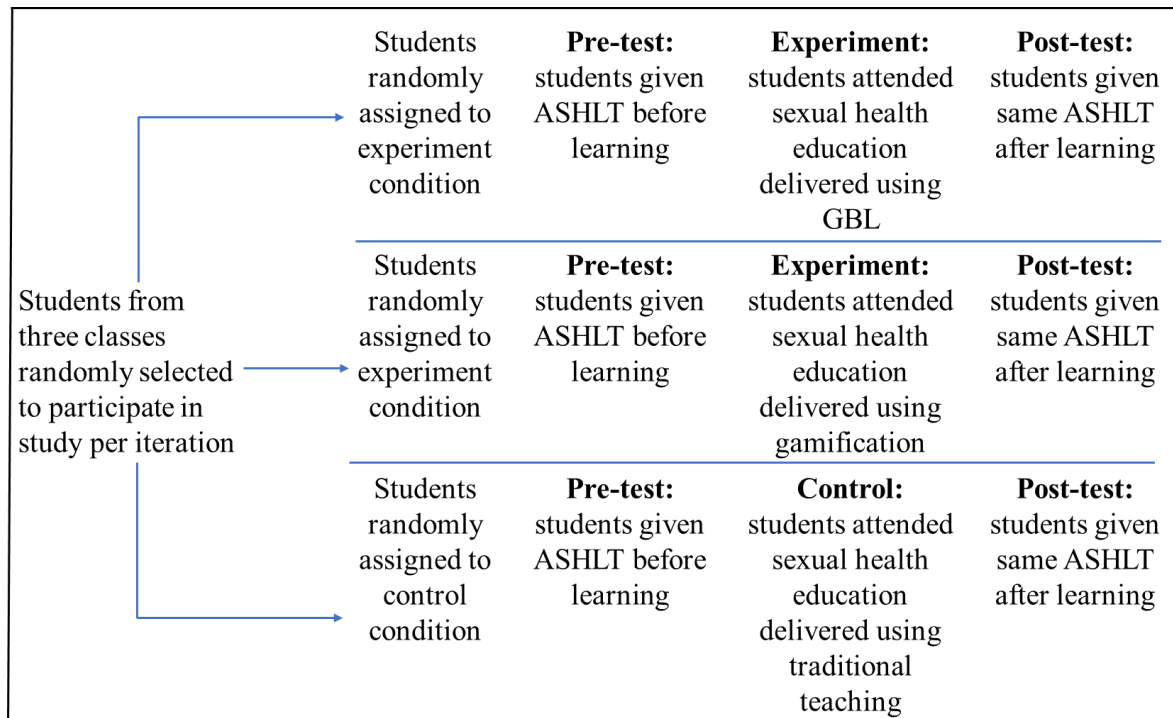 Students
randomly
assigned to
experiment
condition
Pre-test:
students given
ASHLT before
learning
Experiment:
students attended
sexual health
education
delivered using
GBL
Post-test:
students given
same ASHLT
after learning
Students from
three classes
randomly selected
to participate in
study per iteration
Students
randomly
assigned to
experiment
condition
Pre-test:
students given
ASHLT before
learning
Experiment:
students attended
sexual health
education
delivered using
gamification
Post-test:
students given
same ASHLT
after learning
Students
randomly
assigned to
control
condition
Pre-test:
students given
ASHLT before
learning
Control:
students attended
sexual health
education
delivered using
traditional
teaching
Post-test:
students given
same ASHLT
after learning